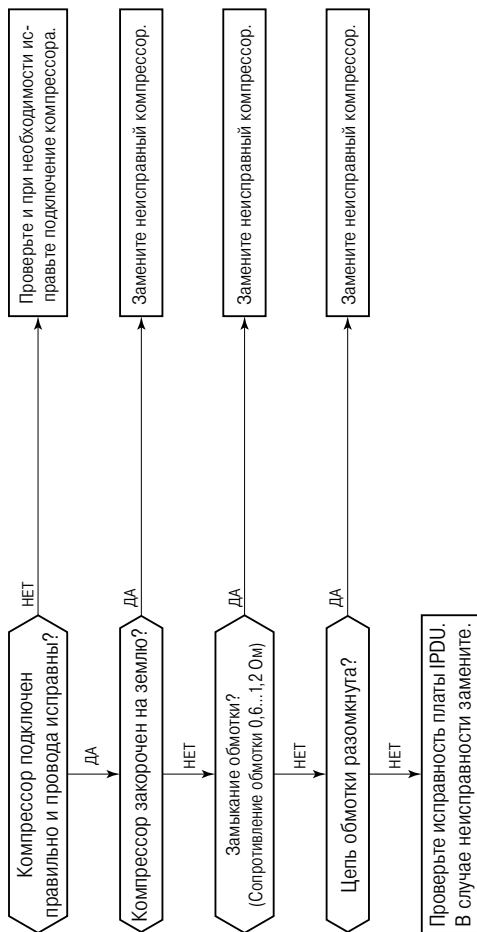 Компрессор подключен
правильно и провода исправны?
НЕТ
Проверьте и при необходимости ис-
правьте подключение компрессора.
ДА
Компрессор закорочен на землю?
ДА
Замените неисправный компрессор.
НЕТ
Замыкание обмотки?
(Сопротивление обмотки 0,6...1,2 Ом)
ДА
Замените неисправный компрессор.
НЕТ
Цепь обмотки разомкнута?
ДА
Замените неисправный компрессор.
НЕТ
Проверьте исправность платы IPDU.
В случае неисправности замените.